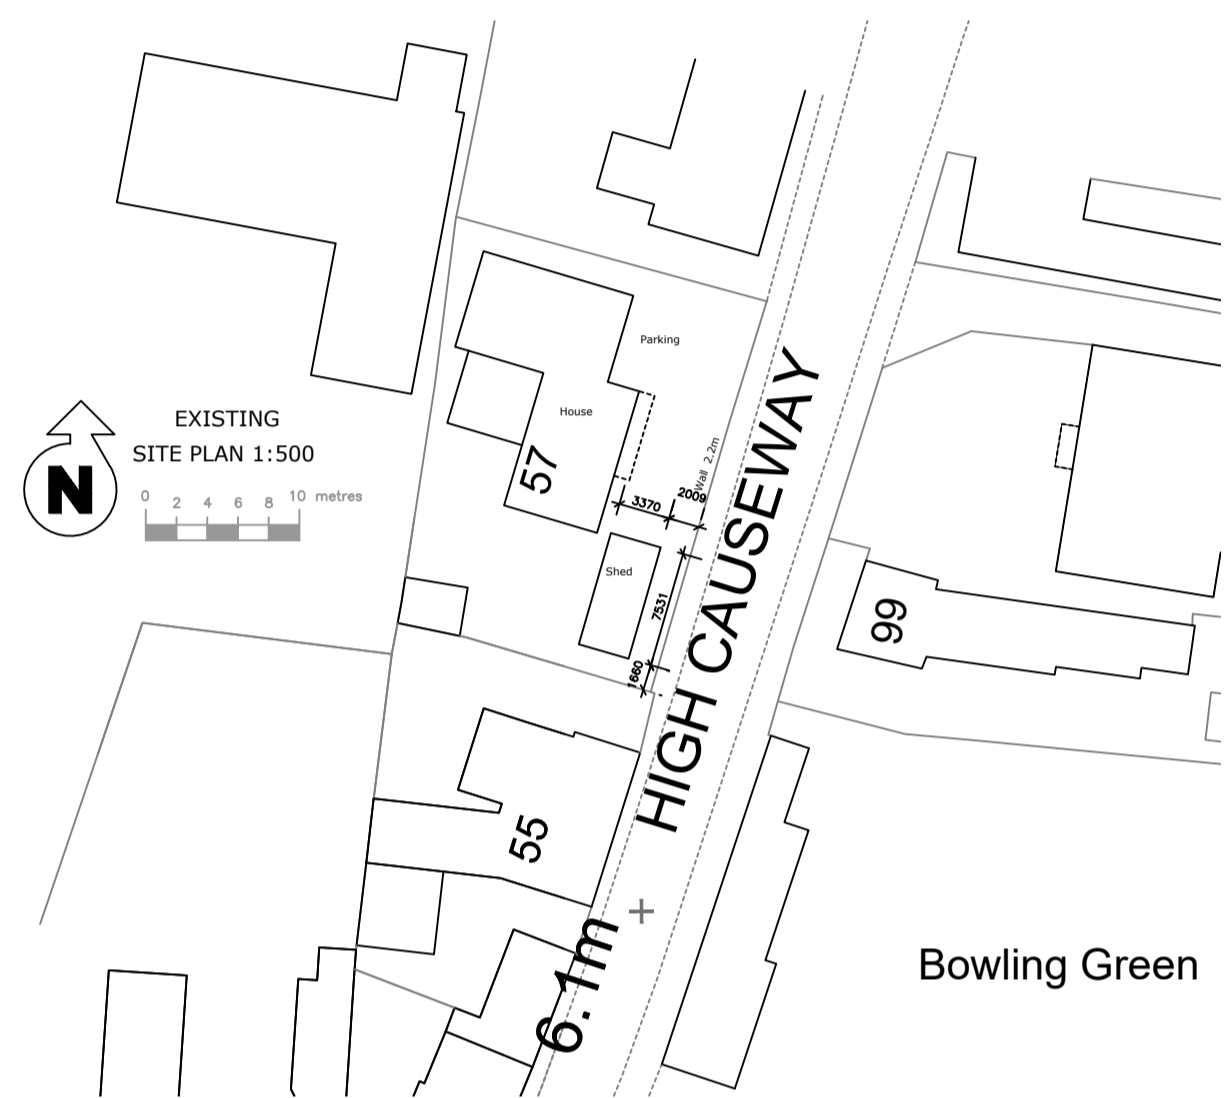 Parking
EXISTING
SITE PLAN 1:500
N
0 2 4 6 8 10 metres
House
57
Wall 2.2m
3370
2009
HIGH CAUSEWAY
Shed
7531
1660
99
55
6.1m
Bowling Green